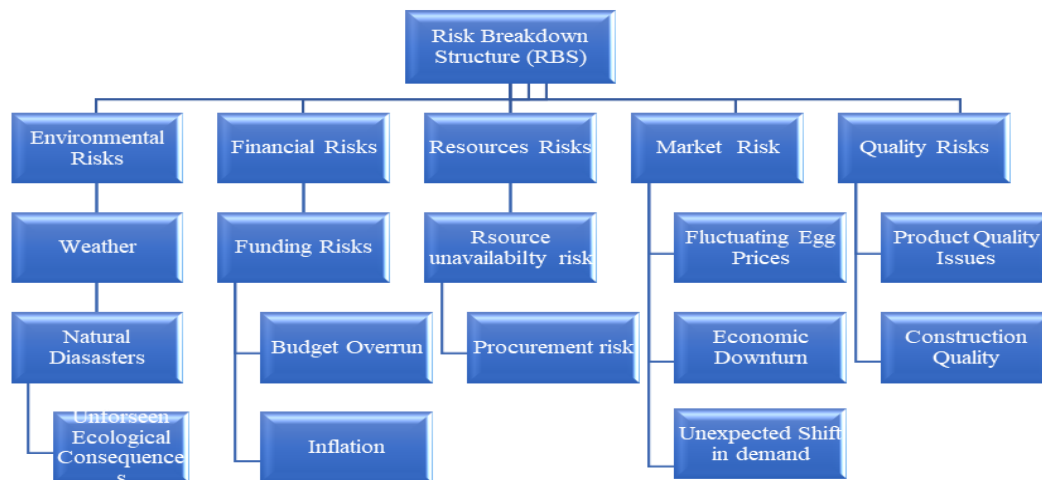 Risk Breakdown
Structure (RBS)
Environmental
Risks
Financial Risks
Resources Risks
Market Risk
Quality Risks
Weather
Funding Risks
Rsource
unavailabilty risk
Fluctuating Egg
Prices
Product Quality
Issues
Natural
Diasasters
Budget Overrun
Procurement risk
Economic
Downturn
Construction
Quality
Unforseen
Ecological
Consequence
s
Inflation
Unexpected Shift
in demand